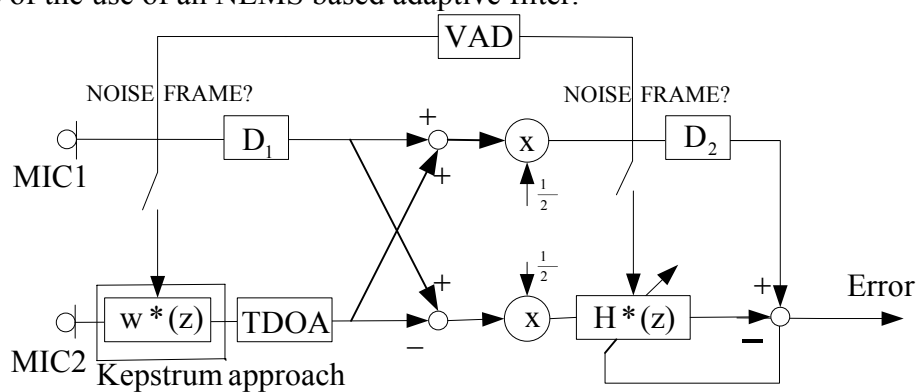 of the use of an NLMS based adaptive filter.
VAD
NOISE FRAME?
NOISE FRAME?
MIC1
D1
+
+
x
1/2
D2
+
1/2
+
Error
MIC2
w*(z)
TDOA
−
x
H*(z)
−
Kepstrum approach